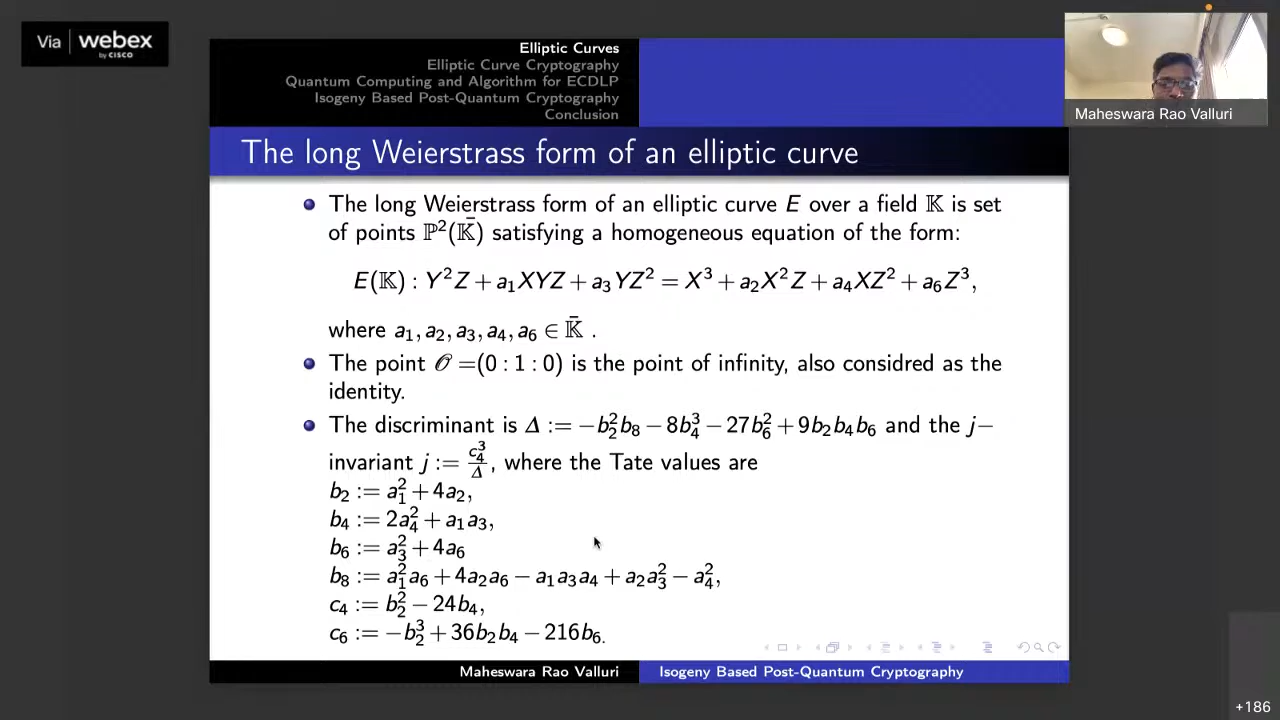 Via webex
by CISCO
Elliptic Curves
Elliptic Curve Cryptography
Quantum Computing and Algorithm for ECDLP
Isogeny Based Post-Quantum Cryptography
Conclusion
Maheswara Rao Valluri
The long Weierstrass form of an elliptic curve
The long Weierstrass form of an elliptic curve E over a field 𝕂 is set
of points ℙ²(𝕂̄) satisfying a homogeneous equation of the form:
E(𝕂) : Y²Z + a₁XYZ + a₃YZ² = X³ + a₂X²Z + a₄XZ² + a₆Z³,
where a₁, a₂, a₃, a₄, a₆ ∈ 𝕂̄ .
The point 𝒪 =(0 : 1 : 0) is the point of infinity, also considred as the
identity.
The discriminant is Δ := −b₂²b₈ − 8b₄³ − 27b₆² + 9b₂b₄b₆ and the j−
invariant j := c₄³/Δ, where the Tate values are
b₂ := a₁² + 4a₂,
b₄ := 2a₄² + a₁a₃,
b₆ := a₃² + 4a₆
b₈ := a₁²a₆ + 4a₂a₆ − a₁a₃a₄ + a₂a₃² − a₄²,
c₄ := b₂² − 24b₄,
c₆ := −b₂³ + 36b₂b₄ − 216b₆.
Maheswara Rao Valluri
Isogeny Based Post-Quantum Cryptography
+186